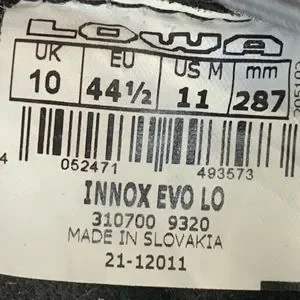 LOWA
UK EU US M mm
10 44½ 11 287
4 052471 493573
INNOX EVO LO
310700 9320
MADE IN SLOVAKIA
21-12011